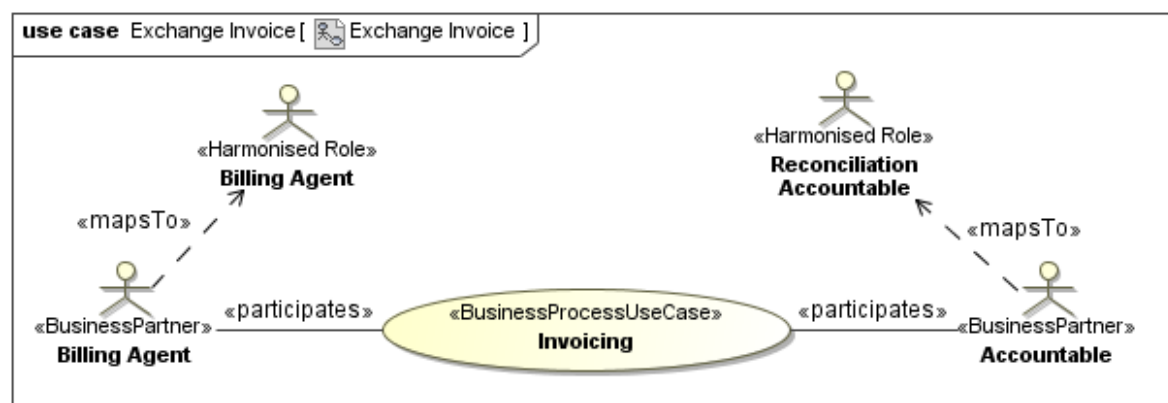 use case Exchange Invoice [ Exchange Invoice ]
«Harmonised Role»
Billing Agent
«Harmonised Role»
Reconciliation
Accountable
«mapsTo»
«mapsTo»
«BusinessPartner»
Billing Agent
«participates»
«BusinessProcessUseCase»
Invoicing
«participates»
«BusinessPartner»
Accountable